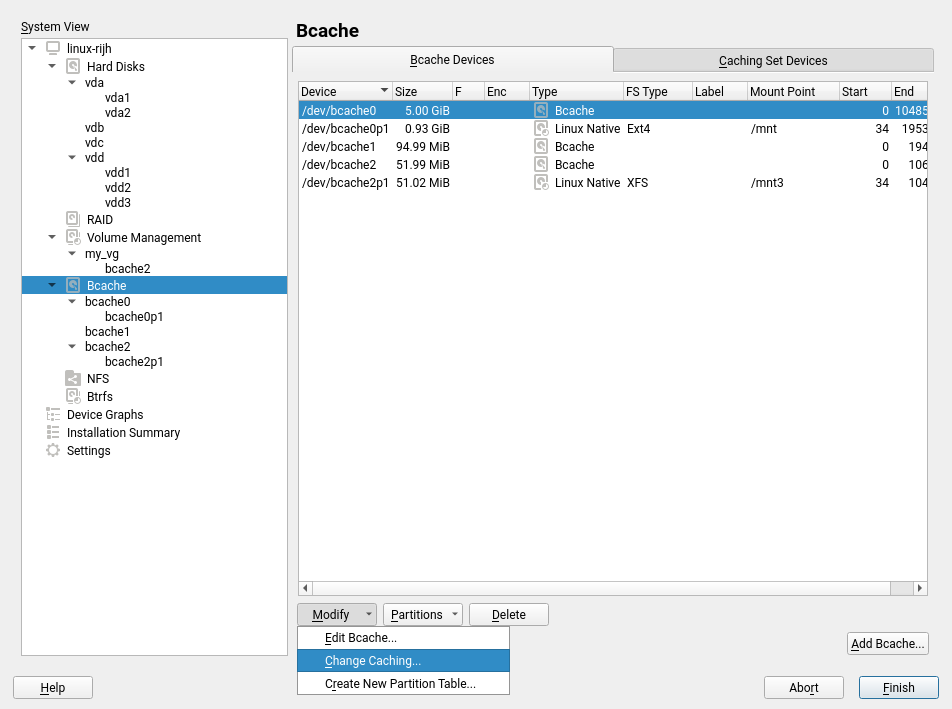 System View
linux-rijh
Hard Disks
vda
vda1
vda2
vdb
vdc
vdd
vdd1
vdd2
vdd3
RAID
Volume Management
my_vg
bcache2
Bcache
bcache0
bcache0p1
bcache1
bcache2
bcache2p1
NFS
Btrfs
Device Graphs
Installation Summary
Settings
Bcache
Bcache Devices
Caching Set Devices
Device Size F Enc Type FS Type Label Mount Point Start End
/dev/bcache0 5.00 GiB Bcache 0 10485
/dev/bcache0p1 0.93 GiB Linux Native Ext4 /mnt 34 1953
/dev/bcache1 94.99 MiB Bcache 0 194
/dev/bcache2 51.99 MiB Bcache 0 106
/dev/bcache2p1 51.02 MiB Linux Native XFS /mnt3 34 104
Modify Partitions Delete
Edit Bcache...
Change Caching...
Create New Partition Table...
Add Bcache...
Help Abort Finish